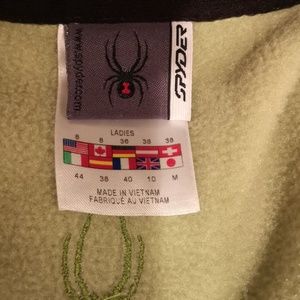 www.spyder.com
SPYDER
LADIES
8 8 36 38 38
44 38 40 10 M
MADE IN VIETNAM
FABRIQUÉ AU VIETNAM